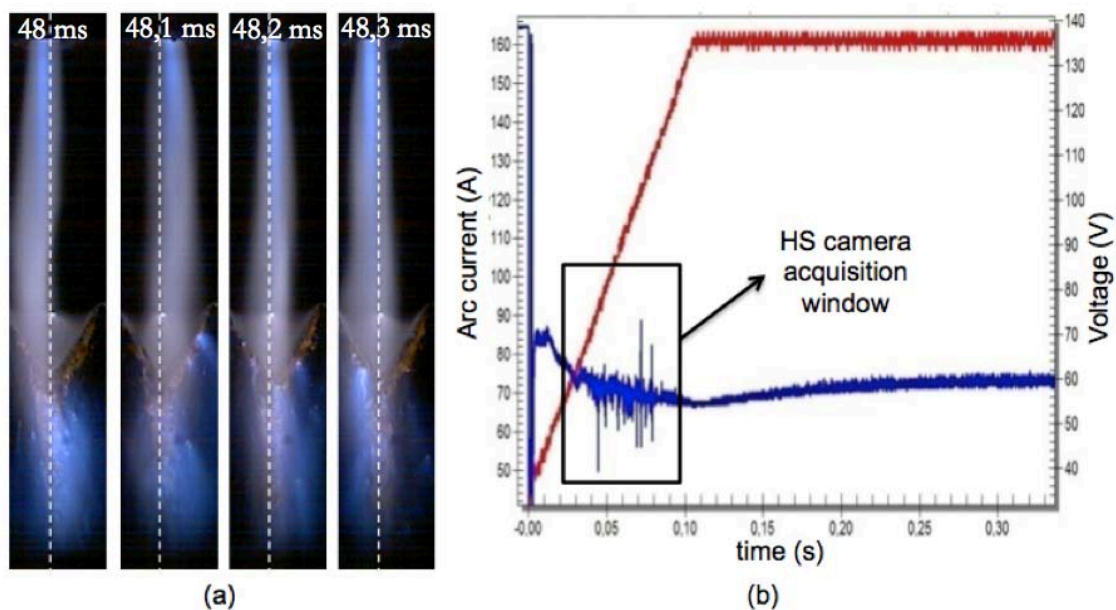 48 ms
48,1 ms
48,2 ms
48,3 ms
160
150
140
130
120
110
100
90
80
70
60
50
Arc current (A)
HS camera
acquisition
window
140
130
120
110
100
90
80
70
60
50
40
Voltage (V)
-0.00
0,05
0,10
0,15
0,20
0,25
0,30
time (s)
(a)
(b)